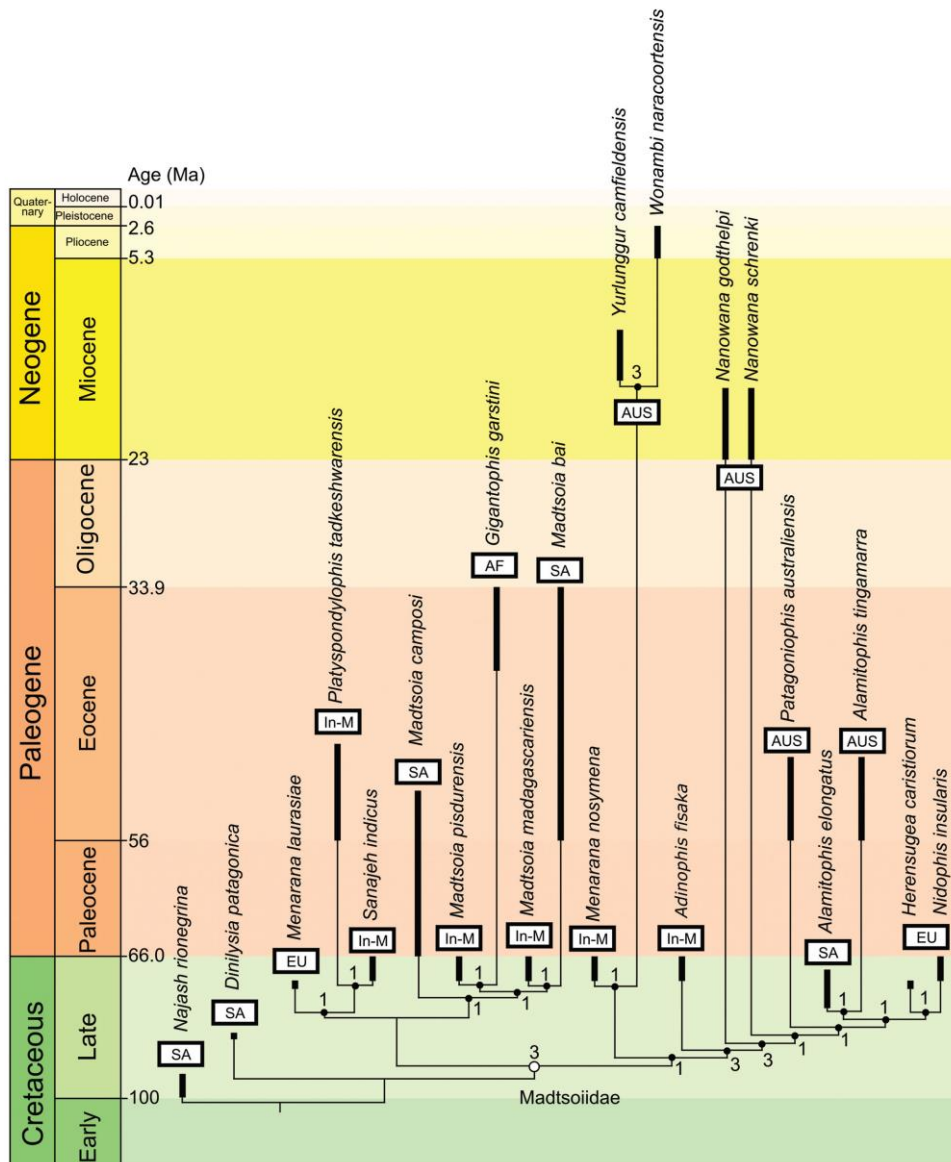 Age (Ma)
Quater-
nary
Holocene
0.01
Pleistocene
2.6
Pliocene
5.3
Neogene
Miocene
23
Paleogene
Oligocene
33.9
Eocene
56
Paleocene
66.0
Cretaceous
Late
100
Early
Najash rionegrina
SA
Dinilysia patagonica
SA
Menarana laurasiae
EU
Platyspondylophis tadkeshwarensis
In-M
Sanajeh indicus
In-M
1
1
Madtsoia camposi
SA
Madtsoia pisdurensis
In-M
Gigantophis garstini
AF
Madtsoia madagascariensis
In-M
Madtsoia bai
SA
1
1
1
1
Menarana nosymena
In-M
Yurlunggur camfieldensis
Wonambi naracoortensis
3
AUS
1
Adinophis fisaka
In-M
Nanowana godthelpi
Nanowana schrenki
AUS
Patagoniophis australiensis
AUS
Alamitophis elongatus
SA
Alamitophis tingamarra
AUS
Herensugea caristiorum
Nidophis insularis
EU
1
1
1
1
1
3
3
1
3
Madtsoiidae